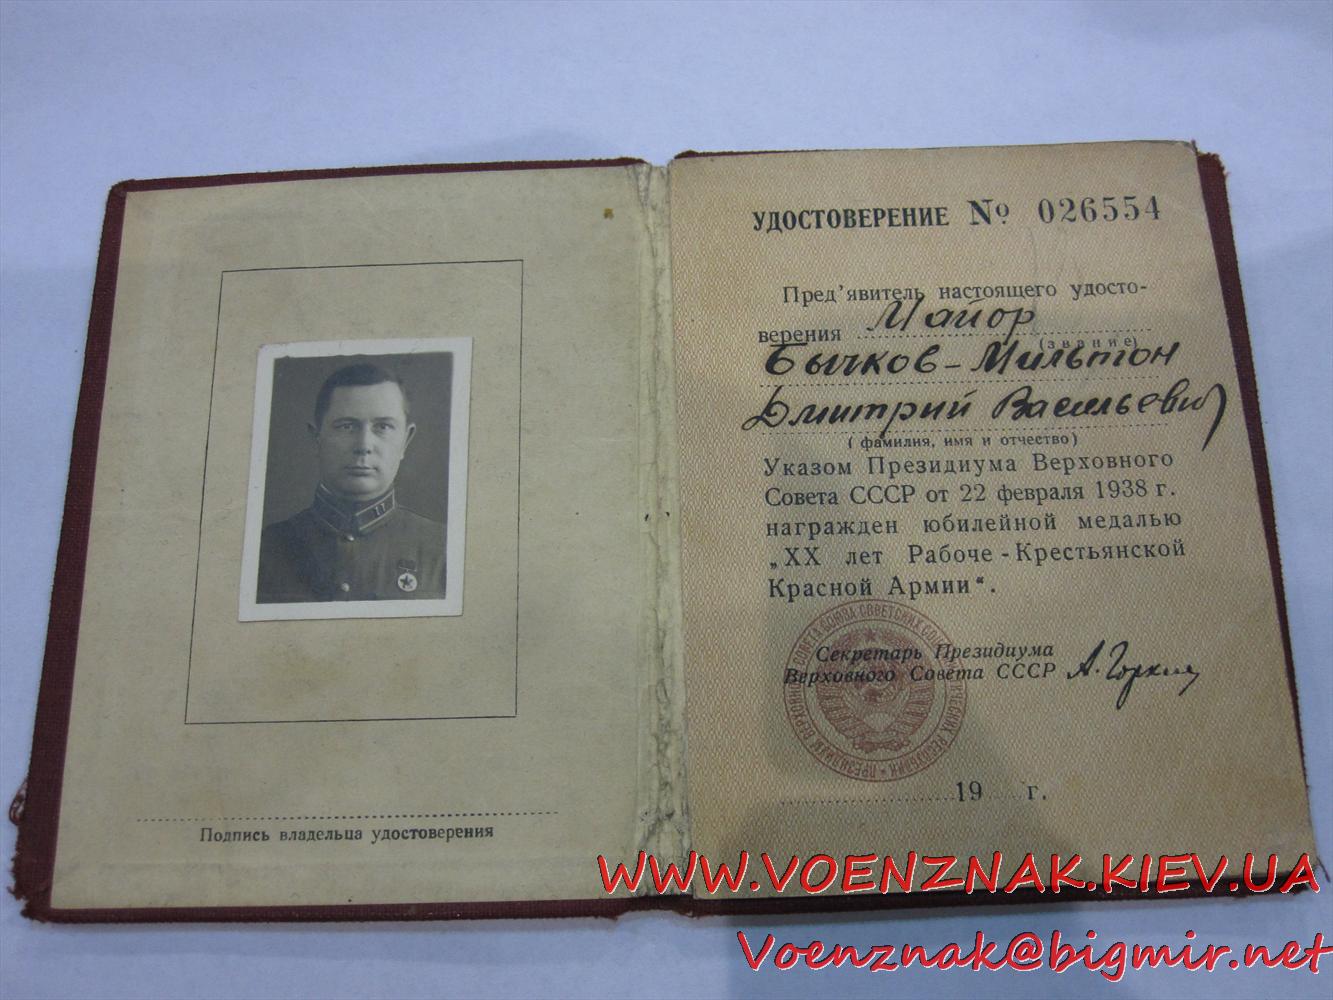 Подпись владельца удостоверения
УДОСТОВЕРЕНИЕ № 026554
Пред'явитель настоящего удосто-
верения Майор
(звание)
Бычков-Мильтон
Дмитрий Васильевич
(фамилия, имя и отчество)
Указом Президиума Верховного
Совета СССР от 22 февраля 1938 г.
награжден юбилейной медалью
„XX лет Рабоче-Крестьянской
Красной Армии“.
Секретарь Президиума
Верховного Совета СССР А. Горкин
19 г.
WWW.VOENZNAK.KIEV.UA
Voenznak@bigmir.net